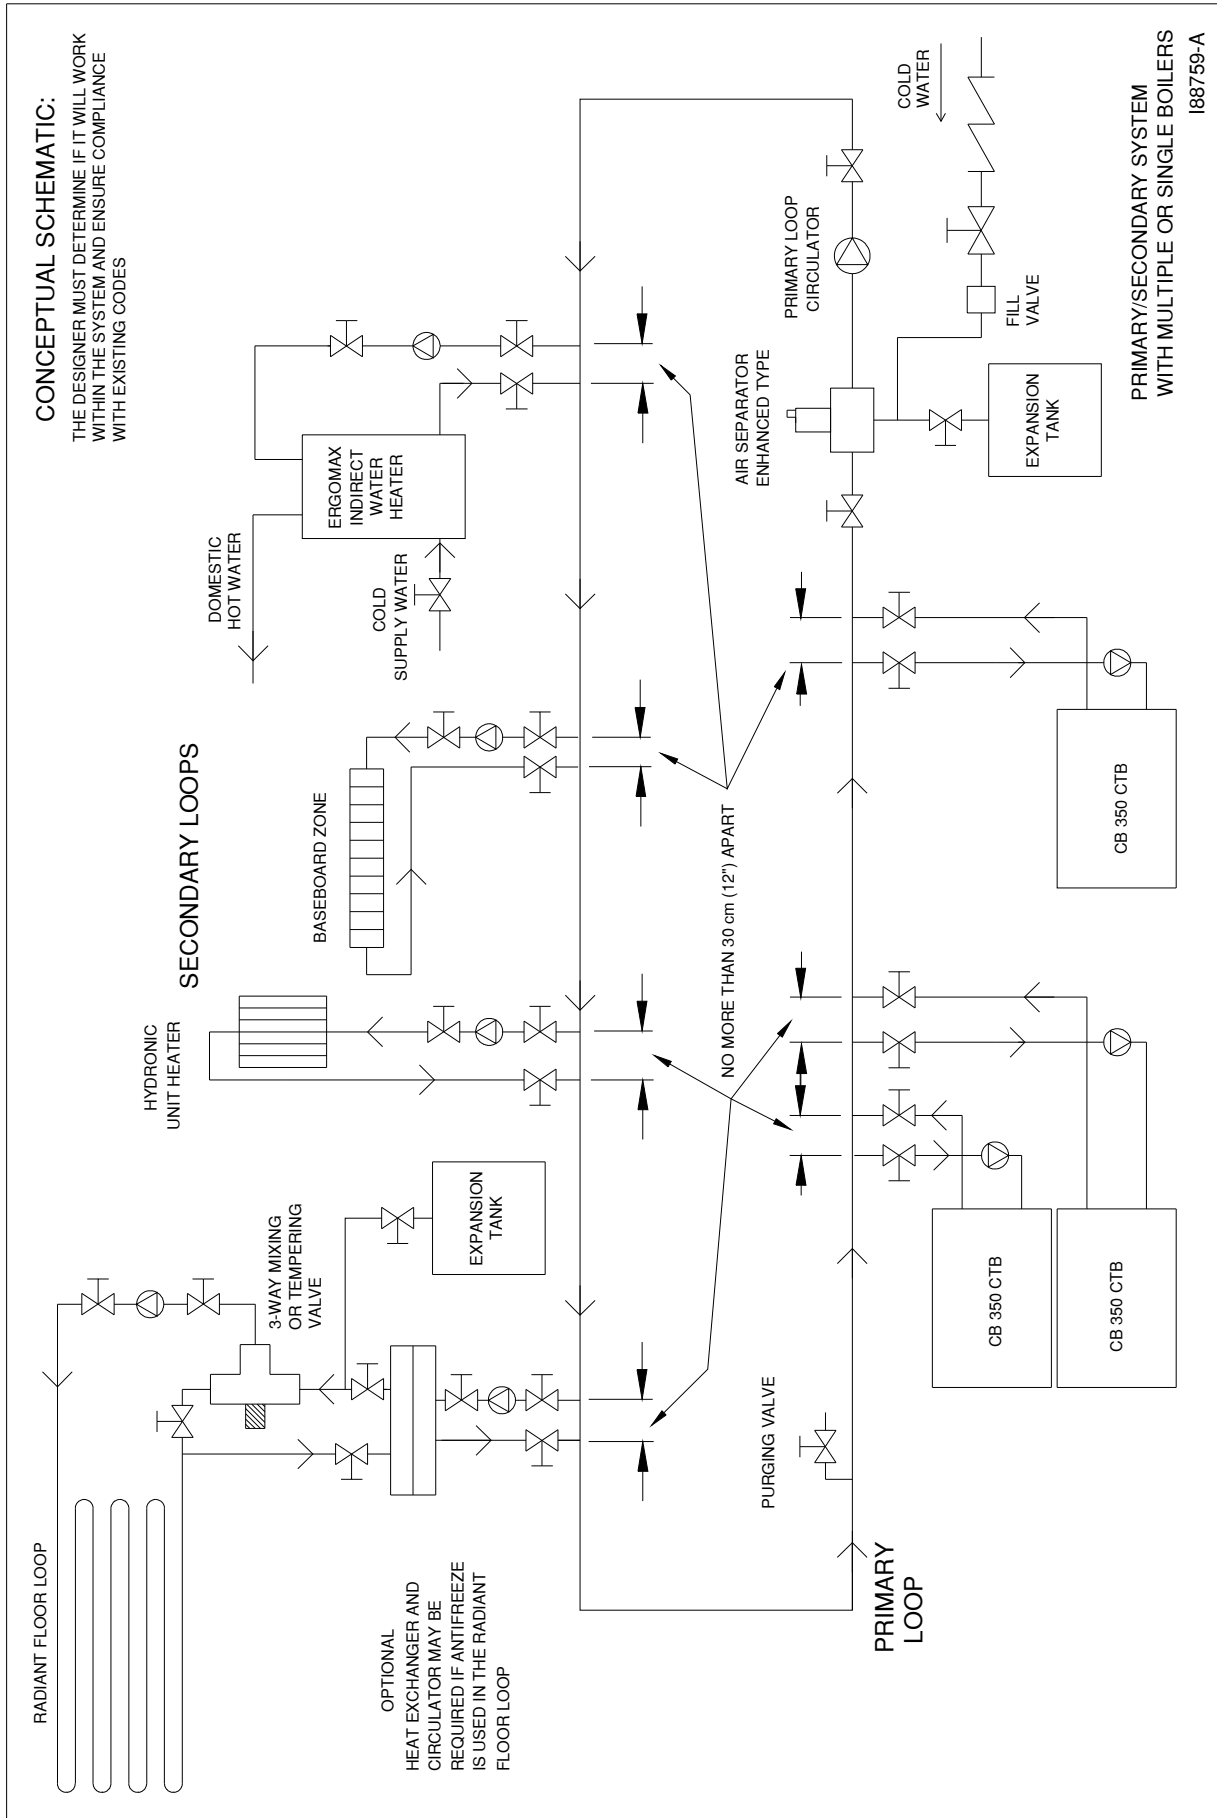 CONCEPTUAL SCHEMATIC:
THE DESIGNER MUST DETERMINE IF IT WILL WORK
WITHIN THE SYSTEM AND ENSURE COMPLIANCE
WITH EXISTING CODES
RADIANT FLOOR LOOP
3-WAY MIXING
OR TEMPERING
VALVE
EXPANSION
TANK
OPTIONAL
HEAT EXCHANGER AND
CIRCULATOR MAY BE
REQUIRED IF ANTIFREEZE
IS USED IN THE RADIANT
FLOOR LOOP
SECONDARY LOOPS
HYDRONIC
UNIT HEATER
BASEBOARD ZONE
DOMESTIC
HOT WATER
COLD
SUPPLY WATER
ERGOMAX
INDIRECT
WATER
HEATER
NO MORE THAN 30 cm (12") APART
PURGING VALVE
PRIMARY
LOOP
CB 350 CTB
CB 350 CTB
CB 350 CTB
AIR SEPARATOR
ENHANCED TYPE
PRIMARY LOOP
CIRCULATOR
COLD
WATER
FILL
VALVE
EXPANSION
TANK
PRIMARY/SECONDARY SYSTEM
WITH MULTIPLE OR SINGLE BOILERS
I88759-A